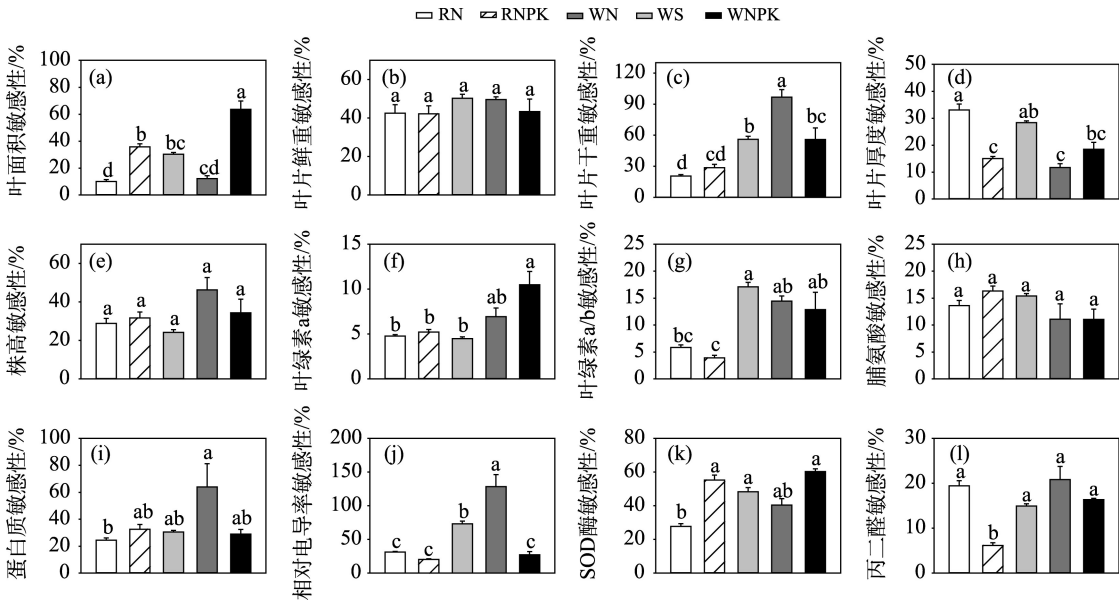 RN RNPK WN WS WNPK
叶面积敏感性/%
100
80
60
40
20
0
(a)
d b bc cd a
叶片鲜重敏感性/%
60
40
20
0
(b)
a a a a a
叶片干重敏感性/%
120
90
60
30
0
(c)
d cd b a bc
叶片厚度敏感性/%
50
40
30
20
10
0
(d)
a c ab c bc
株高敏感性/%
60
40
20
0
(e)
a a a a a
叶绿素a敏感性/%
15
10
5
0
(f)
b b b ab a
叶绿素a/b敏感性/%
25
20
15
10
5
0
(g)
bc c a ab ab
脯氨酸敏感性/%
25
20
15
10
5
0
(h)
a a a a a
蛋白质敏感性/%
100
80
60
40
20
0
(i)
b ab ab a ab
相对电导率敏感性/%
200
150
100
50
0
(j)
c c b a c
SOD酶敏感性/%
80
60
40
20
0
(k)
b a a ab a
丙二醛敏感性/%
30
20
10
0
(l)
a b a a a